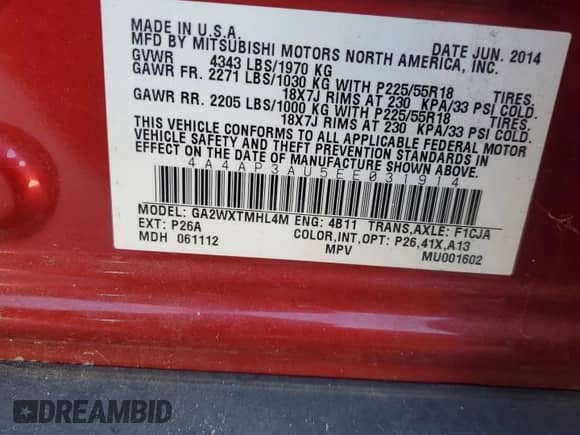 MADE IN U.S.A. DATE JUN. 2014
MFD BY MITSUBISHI MOTORS NORTH AMERICA, INC.
GVWR 4343 LBS/1970 KG
GAWR FR. 2271 LBS/1030 KG WITH P225/55R18 TIRES.
18X7J RIMS AT 230 KPA/33 PSI COLD.
GAWR RR. 2205 LBS/1000 KG WITH P225/55R18 TIRES.
18X7J RIMS AT 230 KPA/33 PSI COLD.
THIS VEHICLE CONFORMS TO ALL APPLICABLE FEDERAL MOTOR
VEHICLE SAFETY AND THEFT PREVENTION STANDARDS IN
EFFECT ON THE DATE OF MANUFACTURE SHOWN ABOVE.
4A4AP3AU5EE031914
MODEL: GA2WXTMHL4M ENG: 4B11 TRANS,AXLE: F1CJA
EXT: P26A COLOR,INT,OPT: P26,41X,A13
MDH 061112 MPV MU001602
DREAMBID